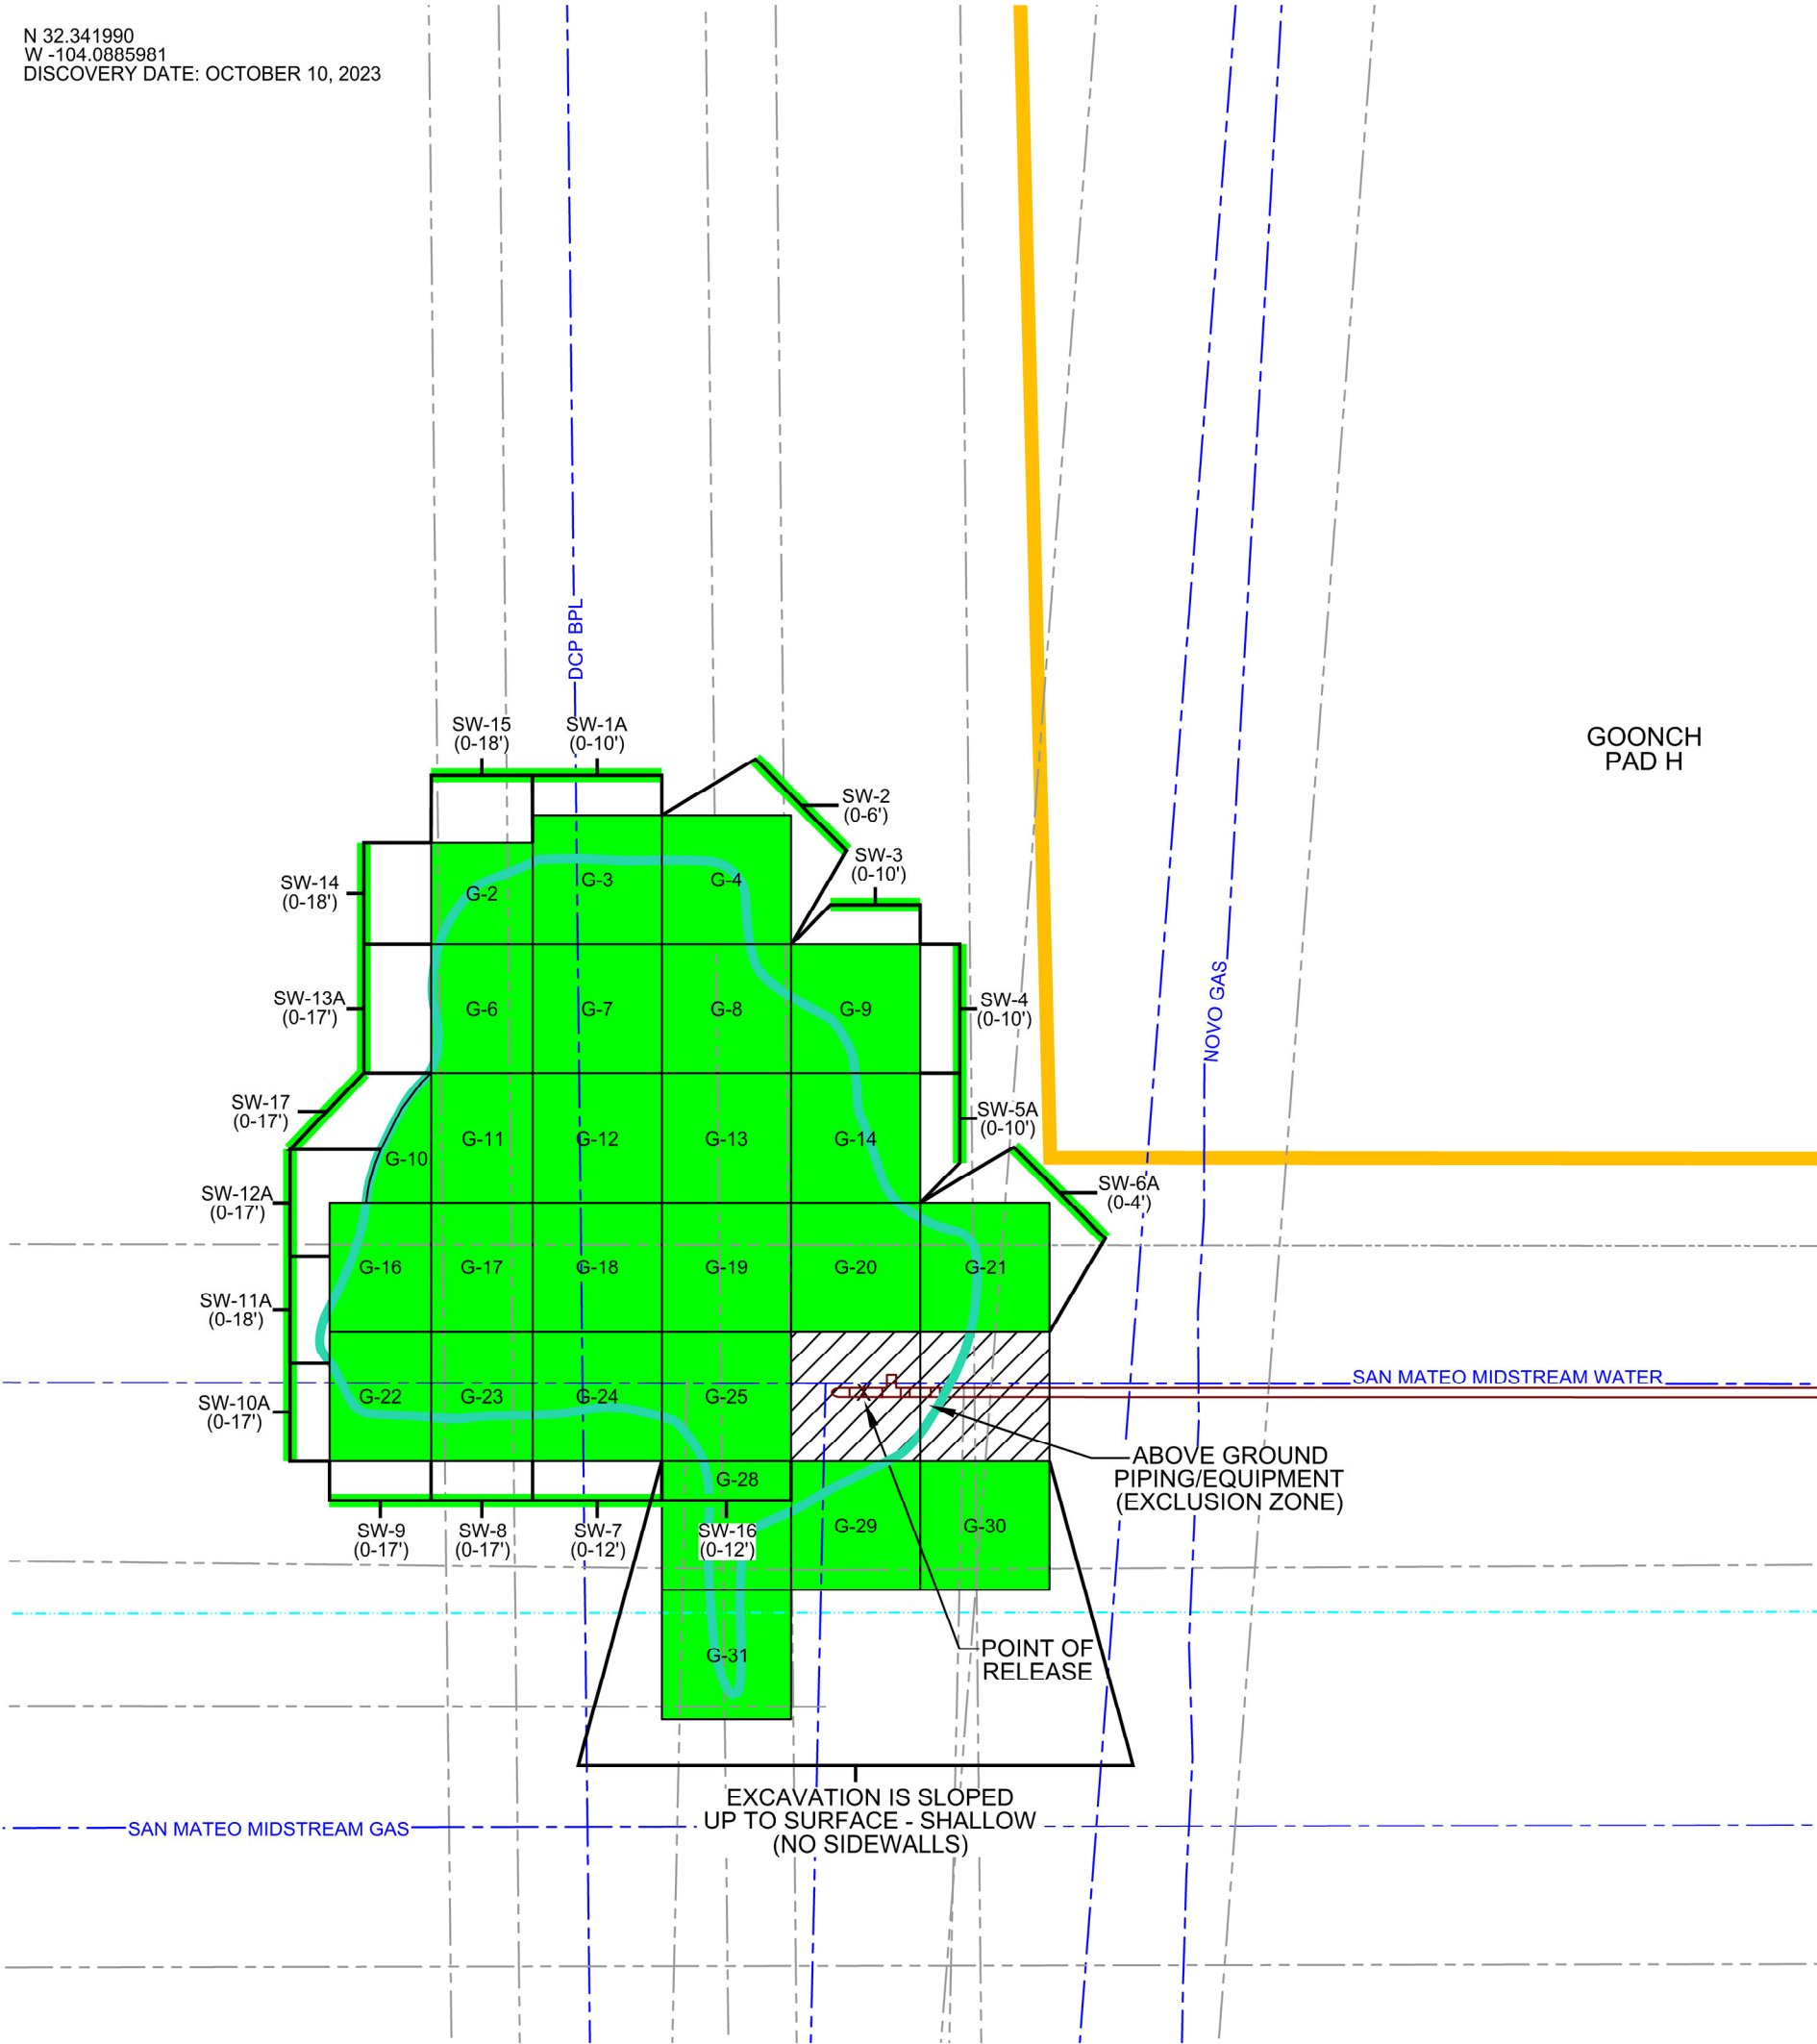 N 32.341990
W -104.0885981
DISCOVERY DATE: OCTOBER 10, 2023
DCP BPL
GOONCH
PAD H
SW-15
(0-18')
SW-1A
(0-10')
SW-2
(0-6')
SW-3
(0-10')
SW-14
(0-18')
G-2
G-3
G-4
SW-13A
(0-17')
G-6
G-7
G-8
G-9
SW-4
(0-10')
NOVO GAS
SW-17
(0-17')
SW-5A
(0-10')
G-10
G-11
G-12
G-13
G-14
SW-12A
(0-17')
SW-6A
(0-4')
G-16
G-17
G-18
G-19
G-20
G-21
SW-11A
(0-18')
SAN MATEO MIDSTREAM WATER
SW-10A
(0-17')
G-22
G-23
G-24
G-25
X
ABOVE GROUND
PIPING/EQUIPMENT
(EXCLUSION ZONE)
G-28
SW-9
(0-17')
SW-8
(0-17')
SW-7
(0-12')
SW-16
(0-12')
G-29
G-30
G-31
POINT OF
RELEASE
EXCAVATION IS SLOPED
UP TO SURFACE - SHALLOW
(NO SIDEWALLS)
SAN MATEO MIDSTREAM GAS